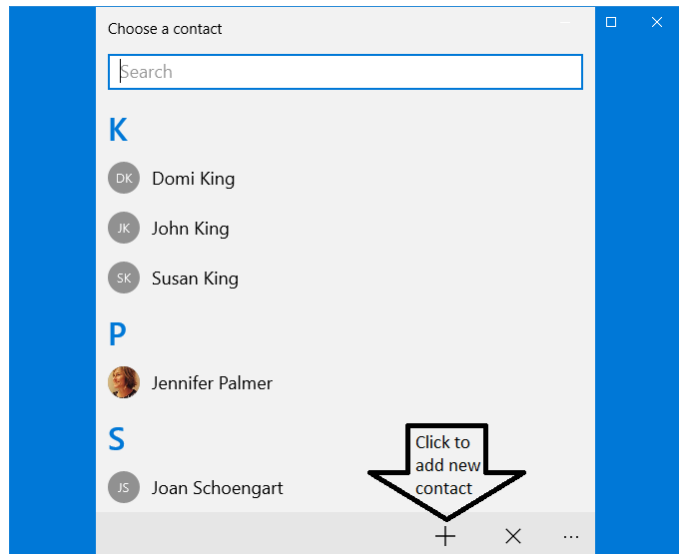 Choose a contact
Search
K
DK Domi King
JK John King
SK Susan King
P
Jennifer Palmer
S
JS Joan Schoengart
Click to
add new
contact